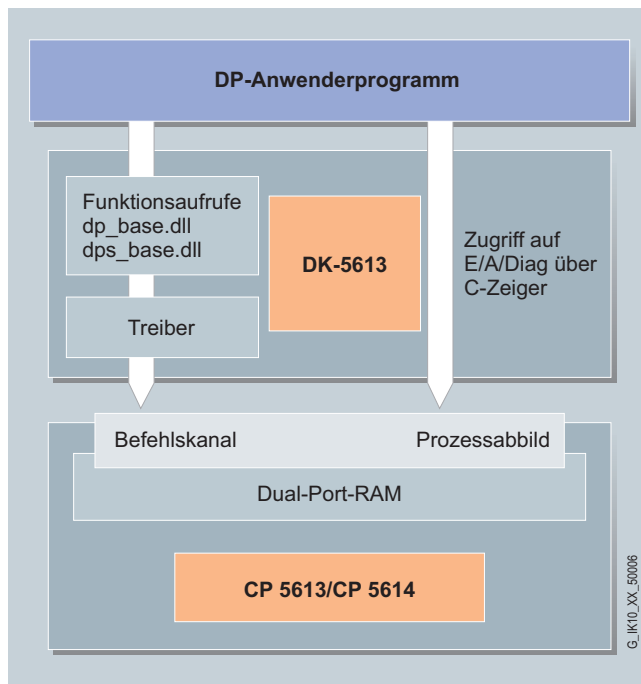 DP-Anwenderprogramm
Funktionsaufrufe
dp_base.dll
dps_base.dll
Treiber
DK-5613
Zugriff auf
E/A/Diag über
C-Zeiger
Befehlskanal
Prozessabbild
Dual-Port-RAM
CP 5613/CP 5614
G_IK10_XX_50006